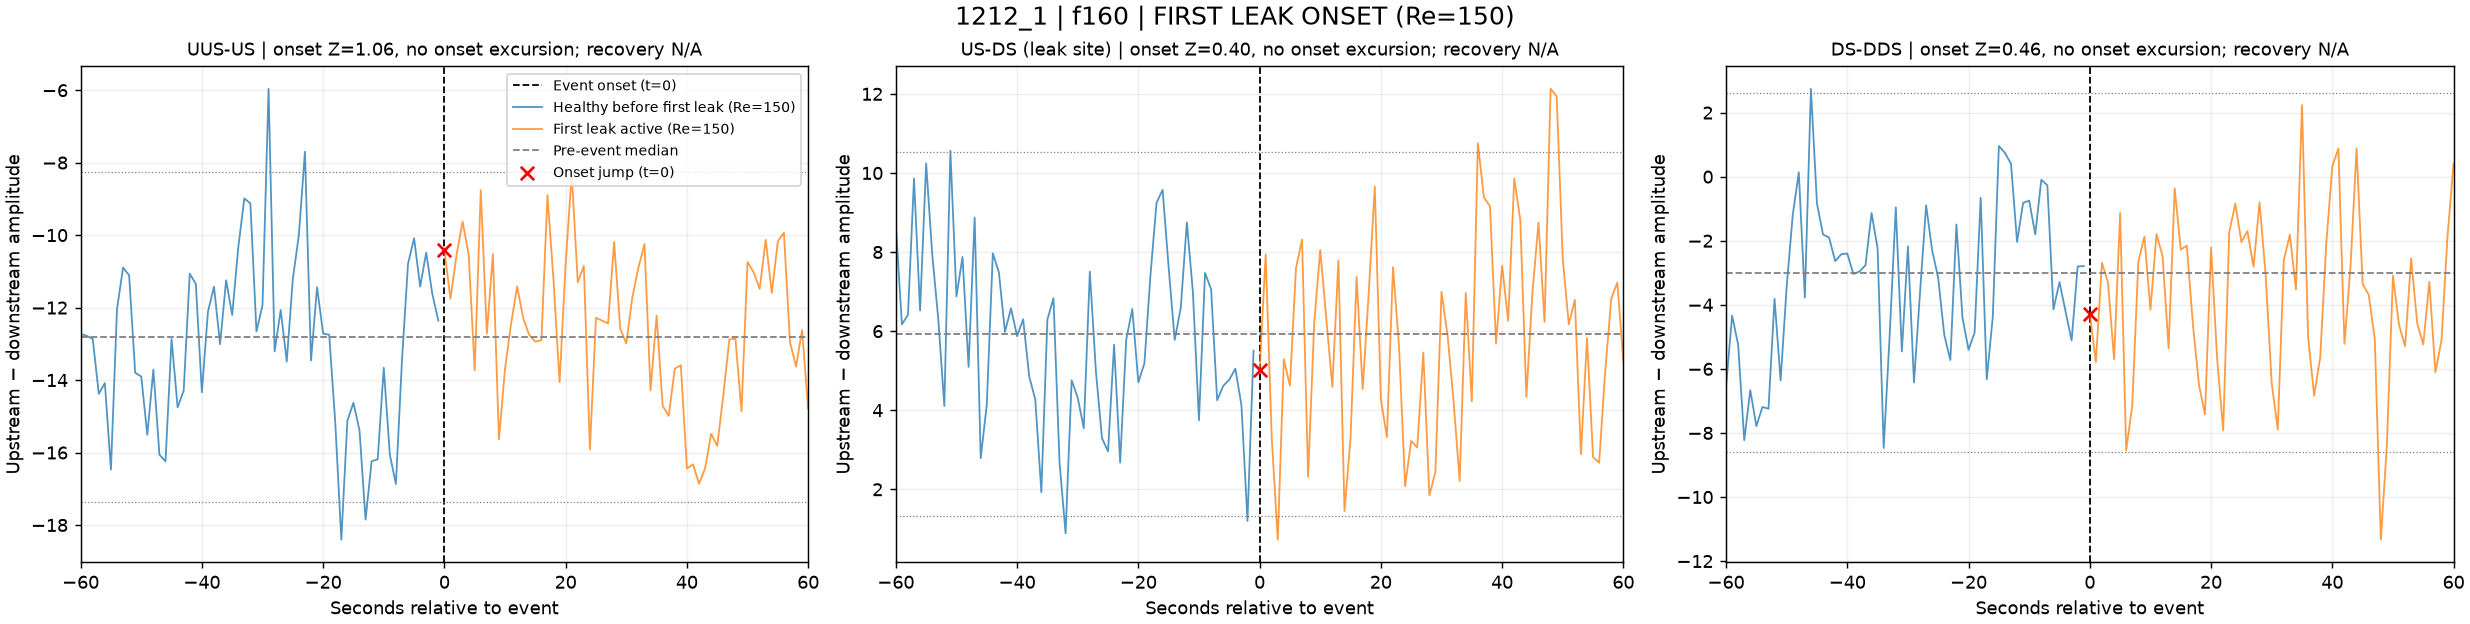 1212_1 | f160 | FIRST LEAK ONSET (Re=150)
UUS-US | onset Z=1.06, no onset excursion; recovery N/A
Upstream − downstream amplitude
−6
−8
−10
−12
−14
−16
−18
Event onset (t=0)
Healthy before first leak (Re=150)
First leak active (Re=150)
Pre-event median
Onset jump (t=0)
−60 −40 −20 0 20 40 60
Seconds relative to event
US-DS (leak site) | onset Z=0.40, no onset excursion; recovery N/A
Upstream − downstream amplitude
12
10
8
6
4
2
−60 −40 −20 0 20 40 60
Seconds relative to event
DS-DDS | onset Z=0.46, no onset excursion; recovery N/A
Upstream − downstream amplitude
2
0
−2
−4
−6
−8
−10
−12
−60 −40 −20 0 20 40 60
Seconds relative to event